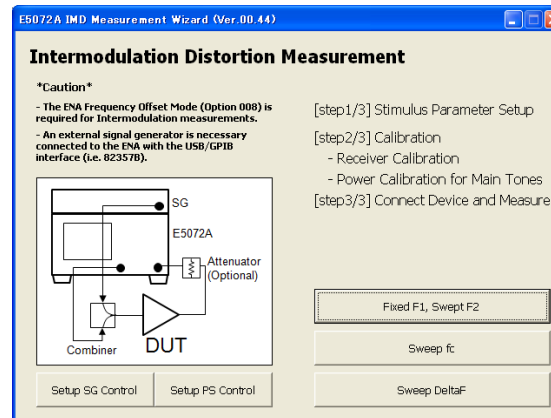 E5072A IMD Measurement Wizard (Ver.00.44)
Intermodulation Distortion Measurement
*Caution*
- The ENA Frequency Offset Mode (Option 008) is
required for Intermodulation measurements.
- An external signal generator is necessary
connected to the ENA with the USB/GPIB
interface (i.e. 82357B).
[step1/3] Stimulus Parameter Setup
[step2/3] Calibration
- Receiver Calibration
- Power Calibration for Main Tones
[step3/3] Connect Device and Measure
SG
E5072A
Attenuator
(Optional)
Combiner
DUT
Fixed F1, Swept F2
Sweep fc
Setup SG Control
Setup PS Control
Sweep DeltaF